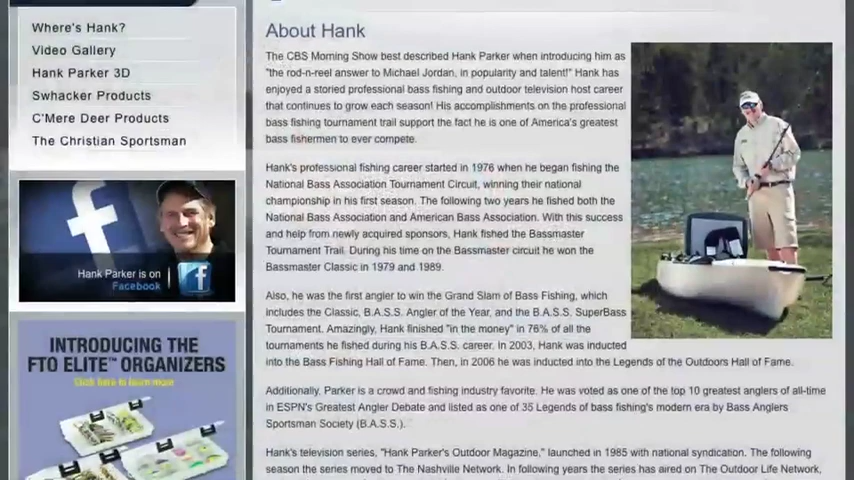 Where's Hank?
Video Gallery
Hank Parker 3D
Swhacker Products
C'Mere Deer Products
The Christian Sportsman
Hank Parker is on
Facebook
INTRODUCING THE
FTO ELITE™ ORGANIZERS
Click here to learn more
About Hank
The CBS Morning Show best described Hank Parker when introducing him as
"the rod-n-reel answer to Michael Jordan, in popularity and talent!" Hank has
enjoyed a storied professional bass fishing and outdoor television host career
that continues to grow each season! His accomplishments on the professional
bass fishing tournament trail support the fact he is one of America's greatest
bass fishermen to ever compete.
Hank's professional fishing career started in 1976 when he began fishing the
National Bass Association Tournament Circuit, winning their national
championship in his first season. The following two years he fished both the
National Bass Association and American Bass Association. With this success
and help from newly acquired sponsors, Hank fished the Bassmaster
Tournament Trail. During his time on the Bassmaster circuit he won the
Bassmaster Classic in 1979 and 1989.
Also, he was the first angler to win the Grand Slam of Bass Fishing, which
includes the Classic, B.A.S.S. Angler of the Year, and the B.A.S.S. SuperBass
Tournament. Amazingly, Hank finished "in the money" in 76% of all the
tournaments he fished during his B.A.S.S. career. In 2003, Hank was inducted
into the Bass Fishing Hall of Fame. Then, in 2006 he was inducted into the Legends of the Outdoors Hall of Fame.
Additionally, Parker is a crowd and fishing industry favorite. He was voted as one of the top 10 greatest anglers of all-time
in ESPN's Greatest Angler Debate and listed as one of 35 Legends of bass fishing's modern era by Bass Anglers
Sportsman Society (B.A.S.S.).
Hank's television series, "Hank Parker's Outdoor Magazine," launched in 1985 with national syndication. The following
season the series moved to The Nashville Network. In following years the series has aired on The Outdoor Life Network,